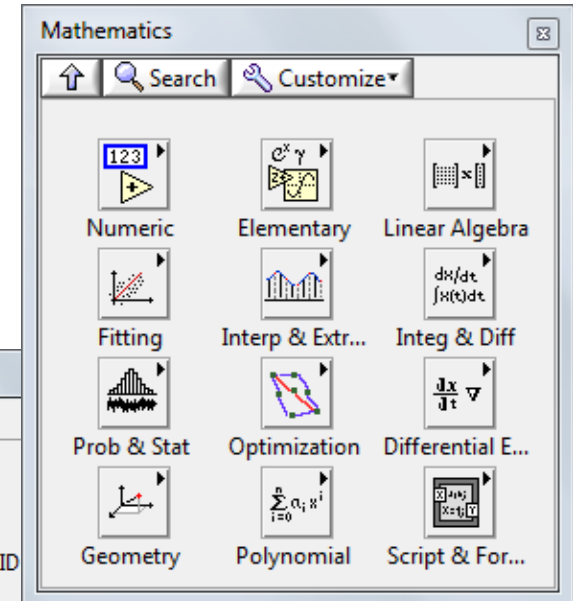 Mathematics
Search Customize
123
Numeric Elementary Linear Algebra
dx/dt
∫x(t)dt
Fitting Interp & Extr... Integ & Diff
Prob & Stat Optimization Differential E...
Geometry Polynomial Script & For...
ID